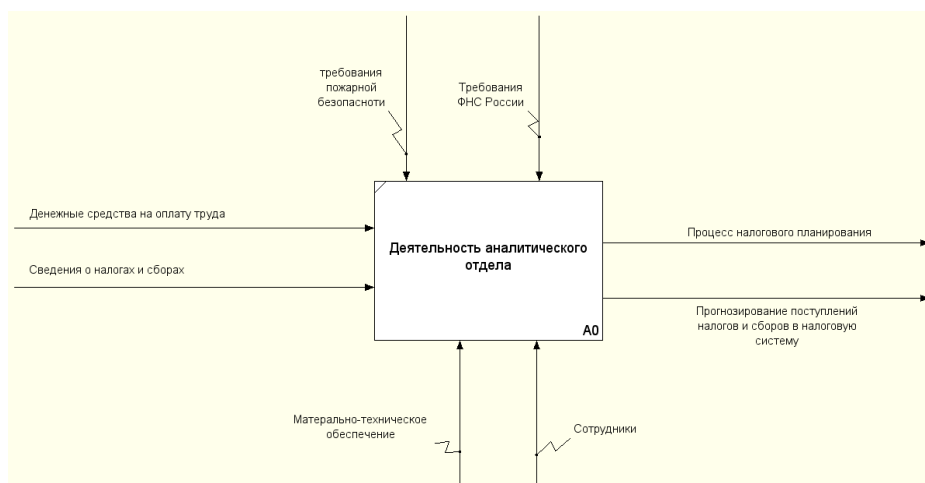 требования
пожарной
безопасноти
Требования
ФНС России
Денежные средства на оплату труда
Сведения о налогах и сборах
Деятельность аналитического
отдела
A0
Процесс налогового планирования
Прогнозирование поступлений
налогов и сборов в налоговую
систему
Матерально-техническое
обеспечение
Сотрудники